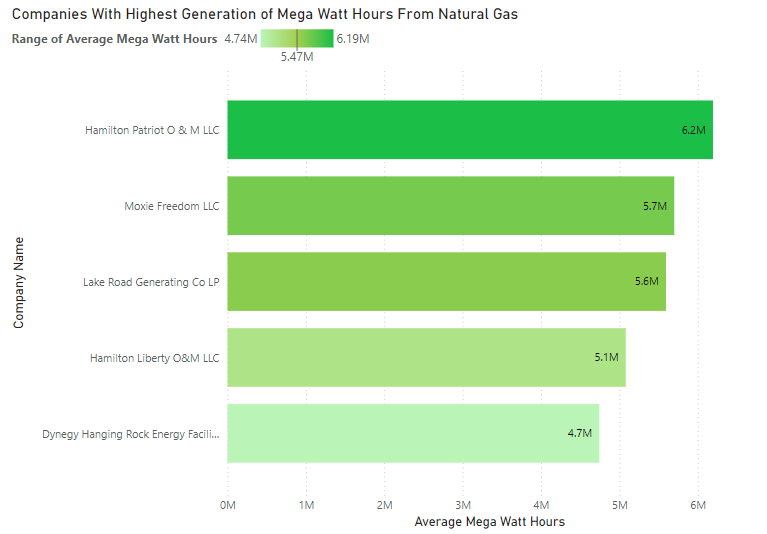 Companies With Highest Generation of Mega Watt Hours From Natural Gas
Range of Average Mega Watt Hours 4.74M 6.19M
5.47M
Company Name
Hamilton Patriot O & M LLC 6.2M
Moxie Freedom LLC 5.7M
Lake Road Generating Co LP 5.6M
Hamilton Liberty O&M LLC 5.1M
Dynegy Hanging Rock Energy Facili... 4.7M
0M 1M 2M 3M 4M 5M 6M
Average Mega Watt Hours